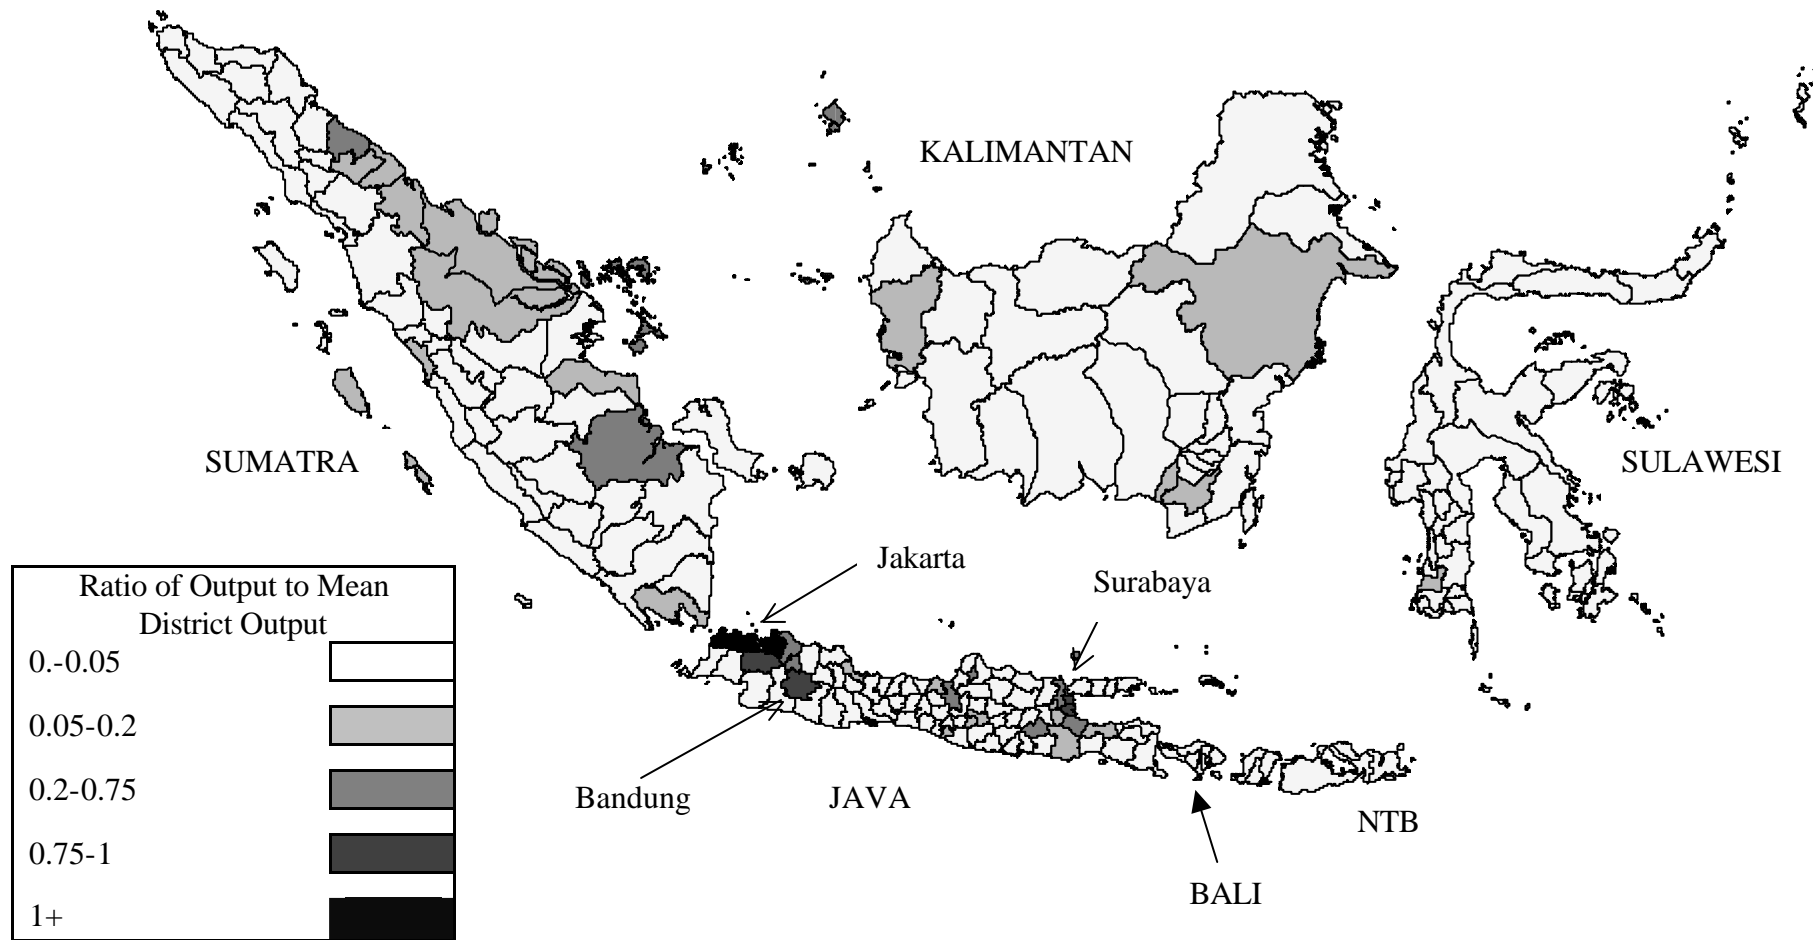 KALIMANTAN
SUMATRA
SULAWESI
Jakarta
Surabaya
Ratio of Output to Mean
District Output
0.-0.05
0.05-0.2
0.2-0.75
0.75-1
1+
Bandung
JAVA
NTB
BALI